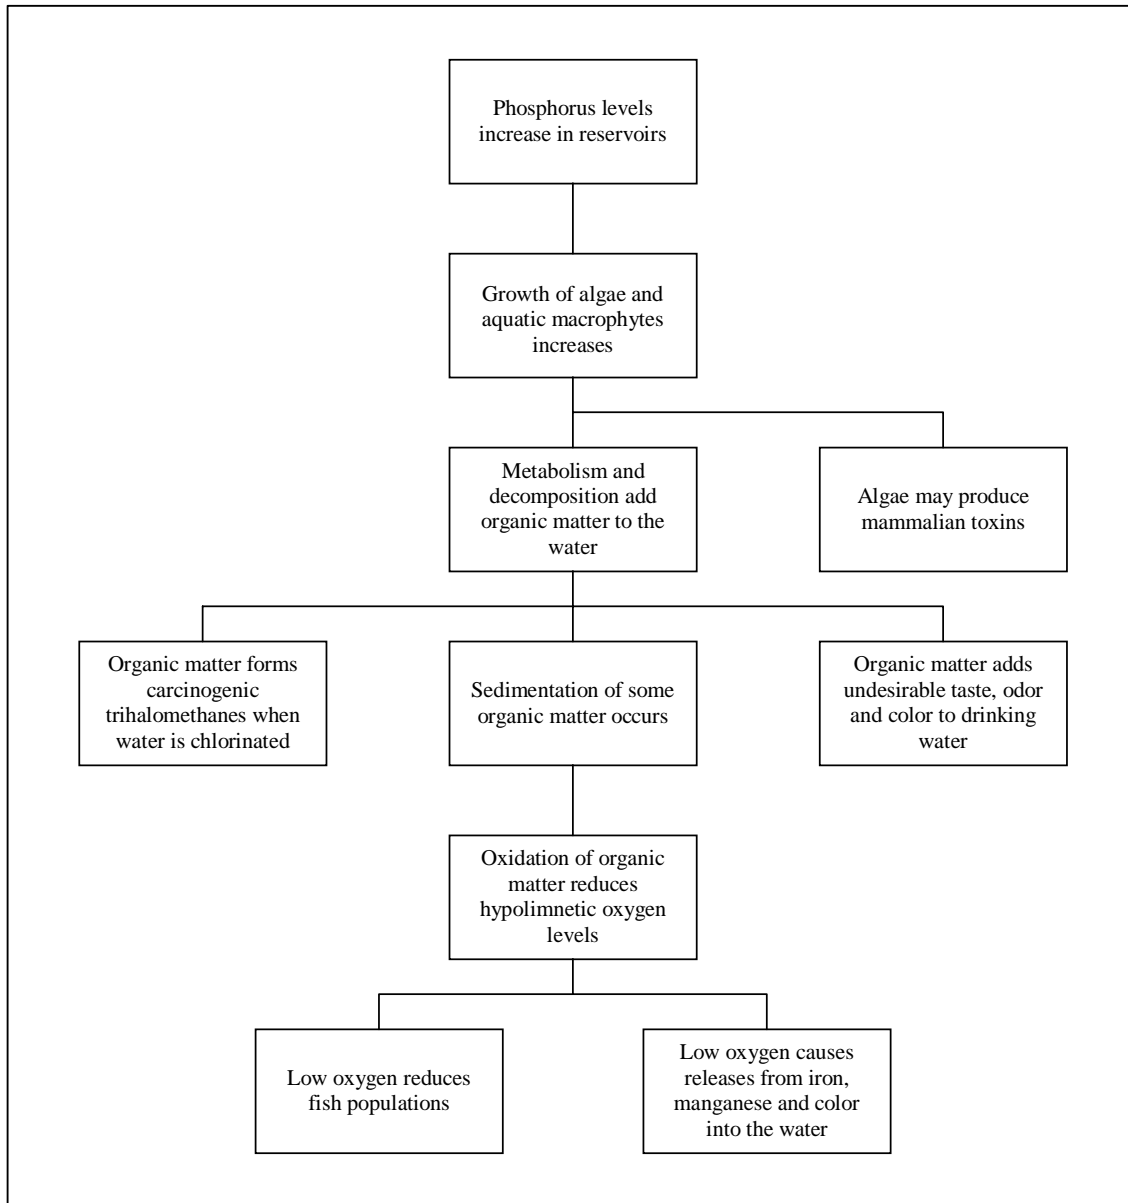 Phosphorus levels
increase in reservoirs
Growth of algae and
aquatic macrophytes
increases
Metabolism and
decomposition add
organic matter to the
water
Algae may produce
mammalian toxins
Organic matter forms
carcinogenic
trihalomethanes when
water is chlorinated
Sedimentation of some
organic matter occurs
Organic matter adds
undesirable taste, odor
and color to drinking
water
Oxidation of organic
matter reduces
hypolimnetic oxygen
levels
Low oxygen reduces
fish populations
Low oxygen causes
releases from iron,
manganese and color
into the water